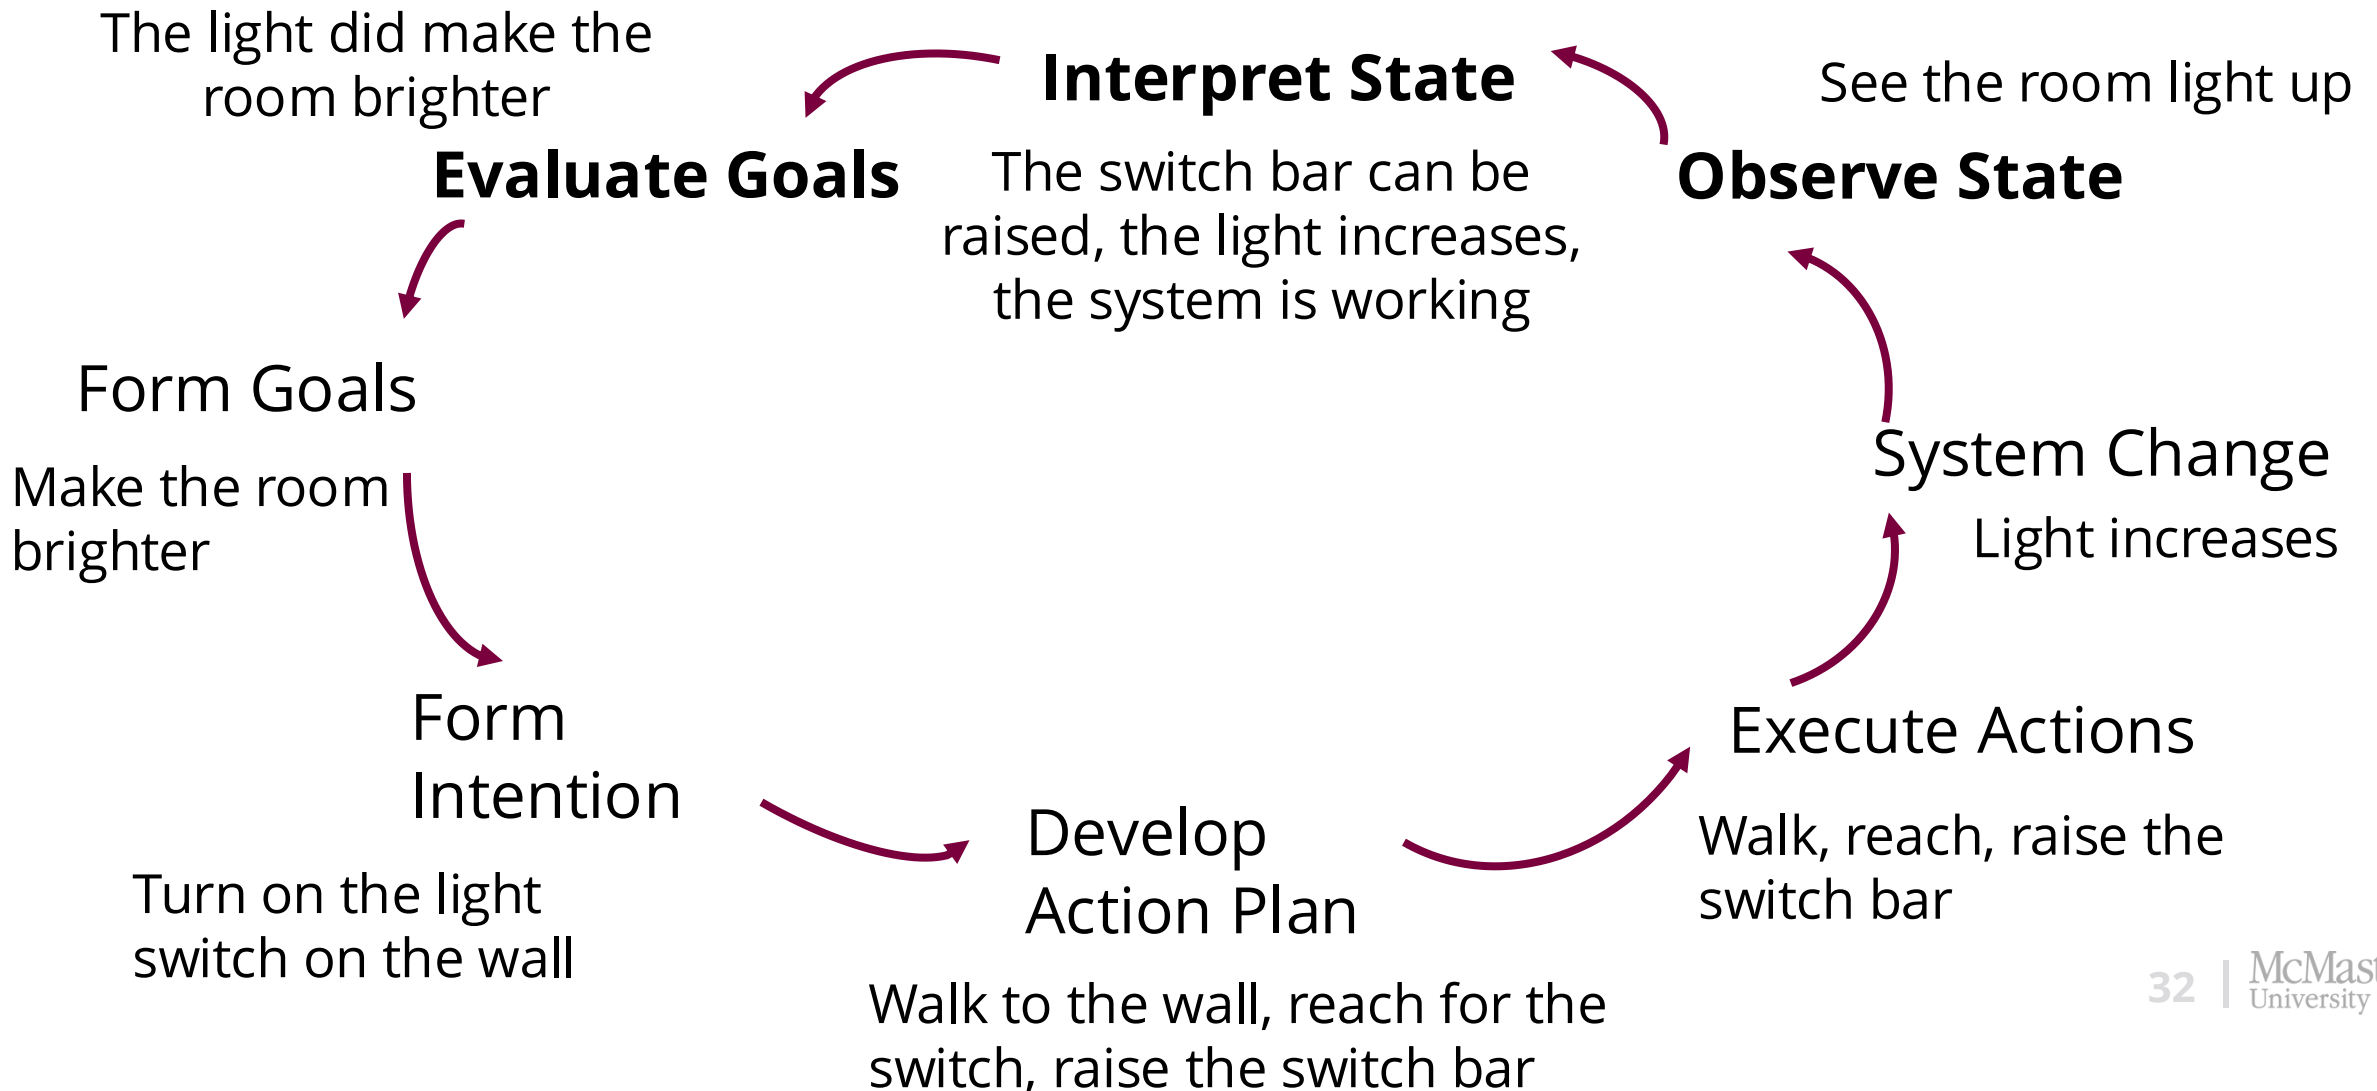 The light did make the
room brighter
Evaluate Goals
Interpret State
The switch bar can be
raised, the light increases,
the system is working
See the room light up
Observe State
Form Goals
Make the room
brighter
System Change
Light increases
Form
Intention
Turn on the light
switch on the wall
Develop
Action Plan
Walk to the wall, reach for the
switch, raise the switch bar
Execute Actions
Walk, reach, raise the
switch bar
32
McMast
University